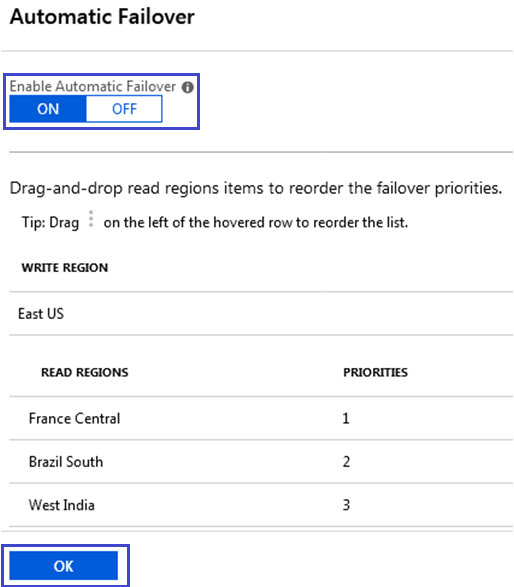 Automatic Failover
Enable Automatic Failover
ON OFF
Drag-and-drop read regions items to reorder the failover priorities.
Tip: Drag ⋮ on the left of the hovered row to reorder the list.
WRITE REGION
East US
READ REGIONS PRIORITIES
France Central 1
Brazil South 2
West India 3
OK